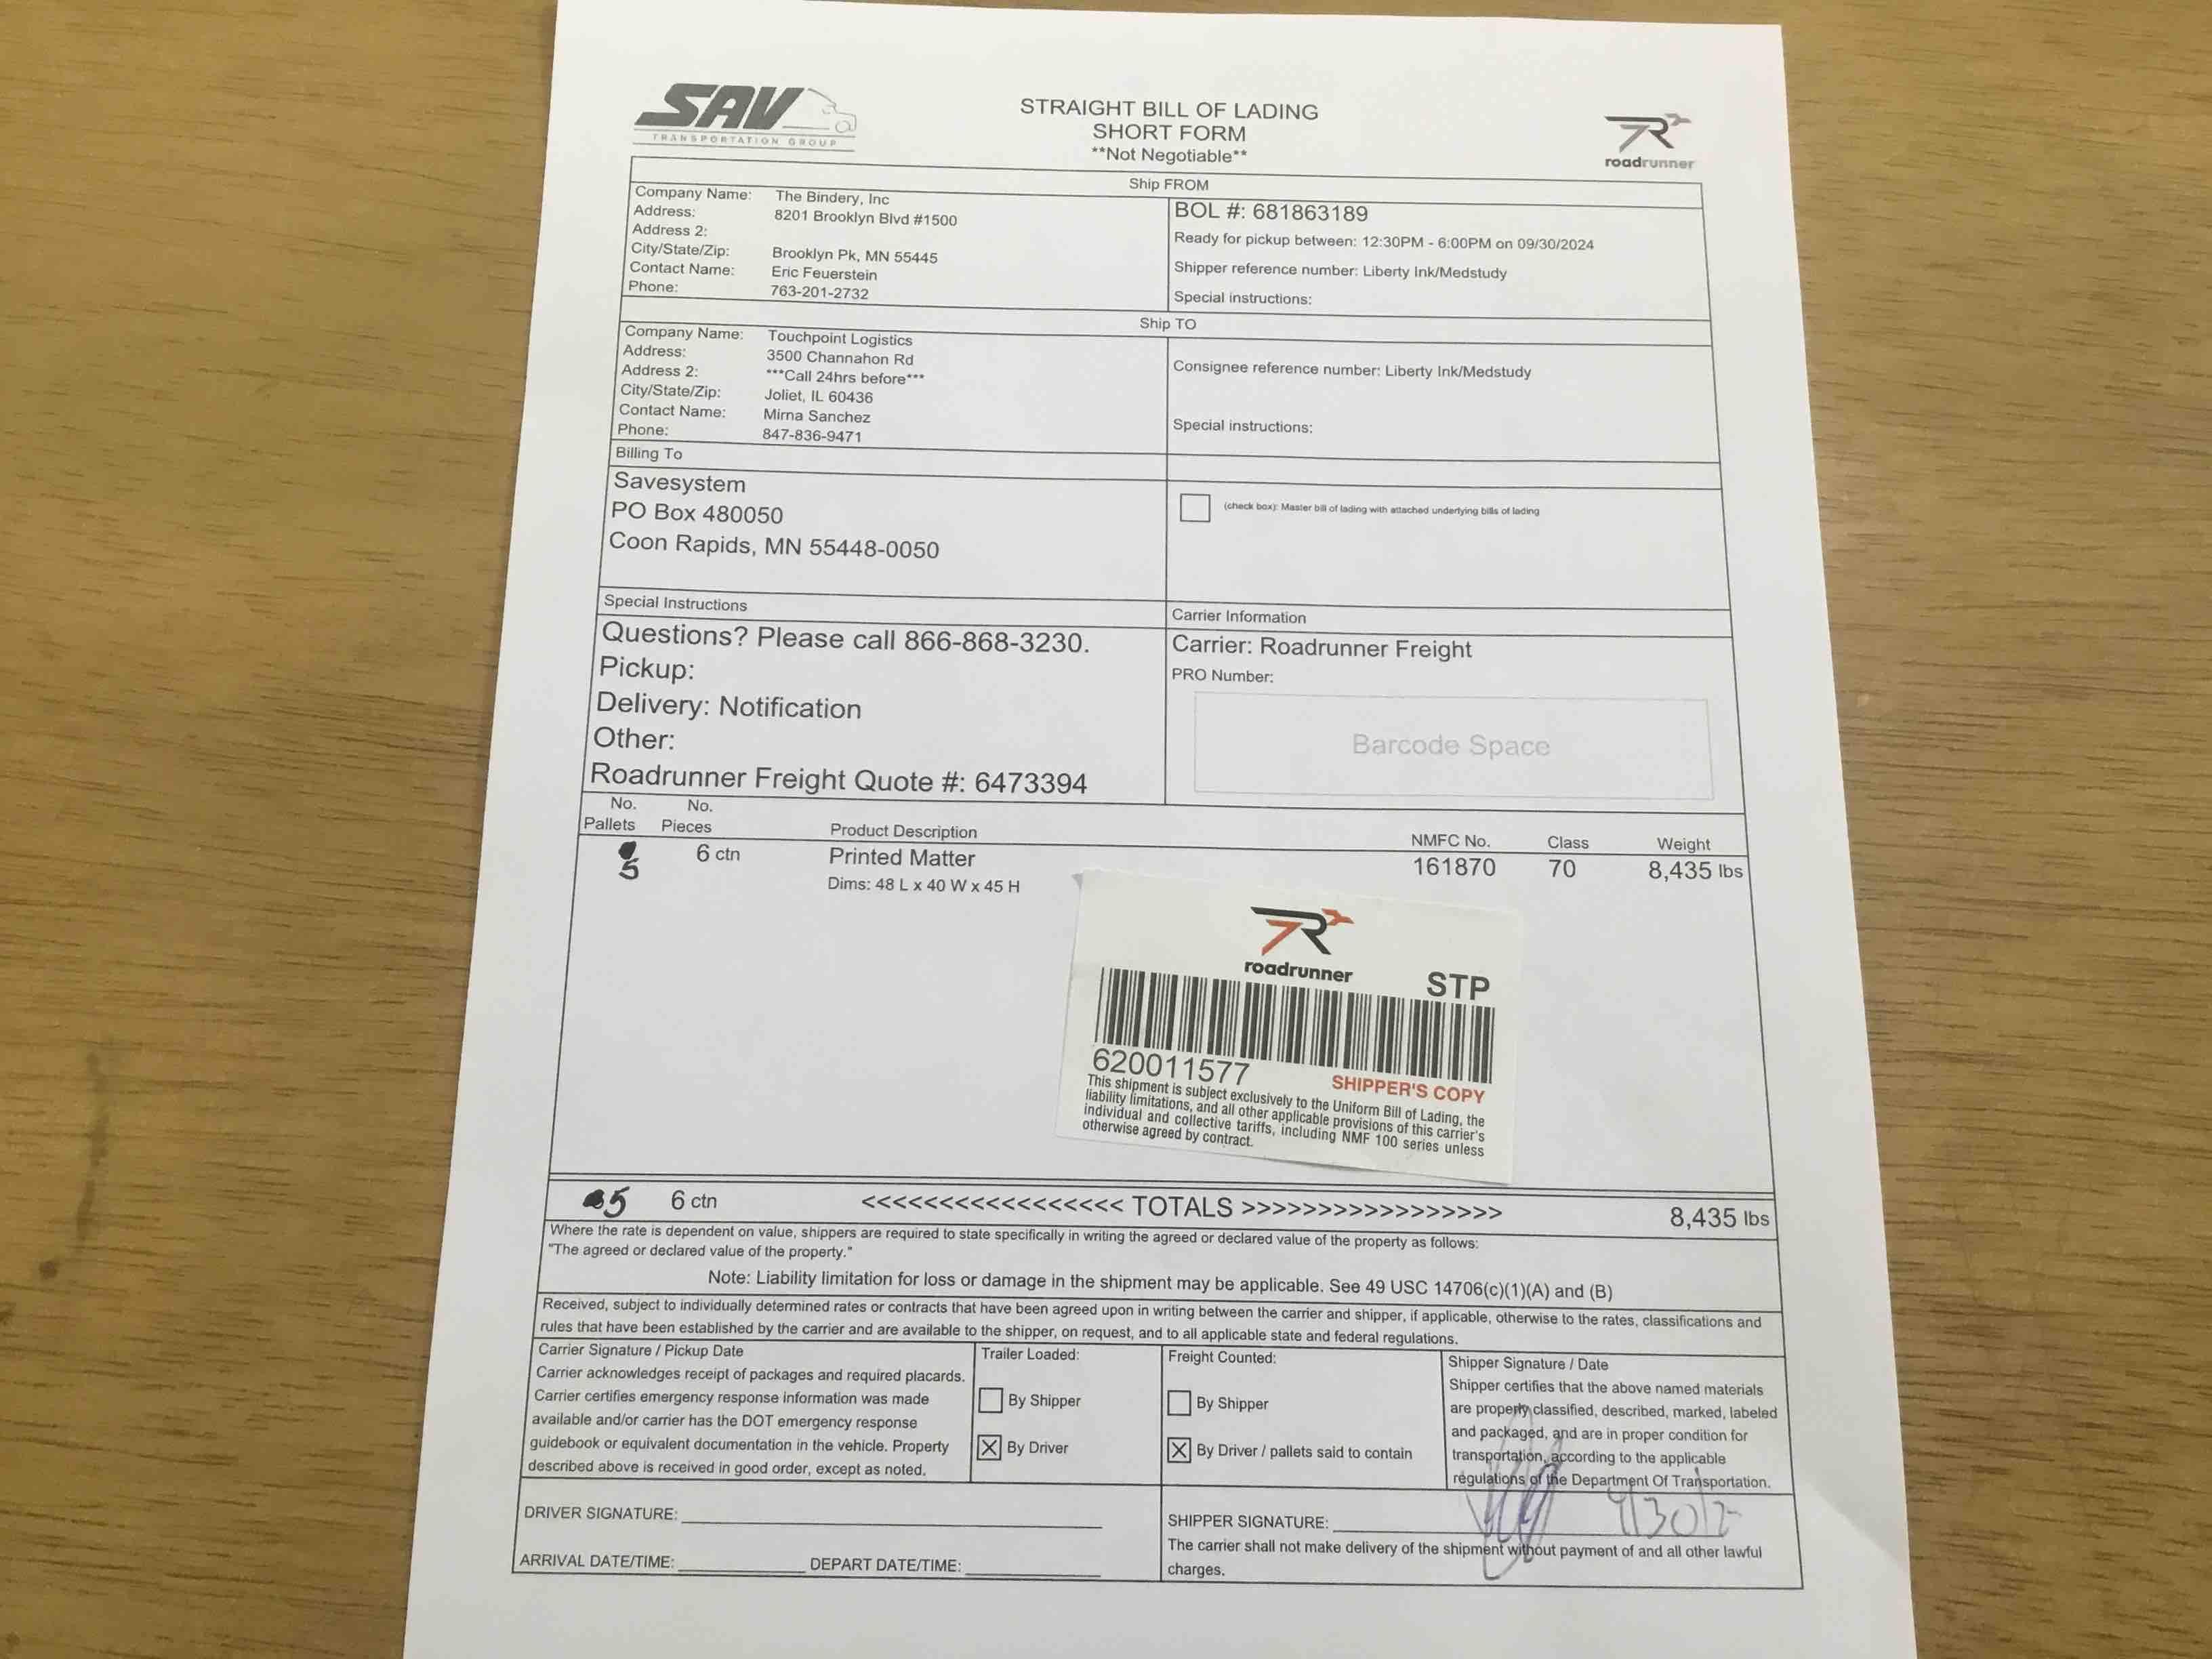 SAV
TRANSPORTATION GROUP
STRAIGHT BILL OF LADING
SHORT FORM
**Not Negotiable**
roadrunner
Ship FROM
Company Name: The Bindery, Inc
Address: 8201 Brooklyn Blvd #1500
Address 2:
City/State/Zip: Brooklyn Pk, MN 55445
Contact Name: Eric Feuerstein
Phone: 763-201-2732
BOL #: 681863189
Ready for pickup between: 12:30PM - 6:00PM on 09/30/2024
Shipper reference number: Liberty Ink/Medstudy
Special instructions:
Ship TO
Company Name: Touchpoint Logistics
Address: 3500 Channahon Rd
Address 2: ***Call 24hrs before***
City/State/Zip: Joliet, IL 60436
Contact Name: Mirna Sanchez
Phone: 847-836-9471
Consignee reference number: Liberty Ink/Medstudy
Special instructions:
Billing To
Savesystem
PO Box 480050
Coon Rapids, MN 55448-0050
(check box): Master bill of lading with attached underlying bills of lading
Special Instructions
Questions? Please call 866-868-3230.
Pickup:
Delivery: Notification
Other:
Roadrunner Freight Quote #: 6473394
Carrier Information
Carrier: Roadrunner Freight
PRO Number:
Barcode Space
No. Pallets No. Pieces Product Description NMFC No. Class Weight
5 6 ctn Printed Matter 161870 70 8,435 lbs
Dims: 48 L x 40 W x 45 H
roadrunner STP
620011577
SHIPPER'S COPY
This shipment is subject exclusively to the Uniform Bill of Lading, the
liability limitations, and all other applicable provisions of this carrier's
individual and collective tariffs, including NMF 100 series unless
otherwise agreed by contract.
5 6 ctn <<<<<<<<<<<<<<<<< TOTALS >>>>>>>>>>>>>>>>> 8,435 lbs
Where the rate is dependent on value, shippers are required to state specifically in writing the agreed or declared value of the property as follows:
"The agreed or declared value of the property."
Note: Liability limitation for loss or damage in the shipment may be applicable. See 49 USC 14706(c)(1)(A) and (B)
Received, subject to individually determined rates or contracts that have been agreed upon in writing between the carrier and shipper, if applicable, otherwise to the rates, classifications and
rules that have been established by the carrier and are available to the shipper, on request, and to all applicable state and federal regulations.
Carrier Signature / Pickup Date
Carrier acknowledges receipt of packages and required placards.
Carrier certifies emergency response information was made
available and/or carrier has the DOT emergency response
guidebook or equivalent documentation in the vehicle. Property
described above is received in good order, except as noted.
Trailer Loaded:
By Shipper
By Driver
Freight Counted:
By Shipper
By Driver / pallets said to contain
Shipper Signature / Date
Shipper certifies that the above named materials
are properly classified, described, marked, labeled
and packaged, and are in proper condition for
transportation, according to the applicable
regulations of the Department Of Transportation.
DRIVER SIGNATURE:
ARRIVAL DATE/TIME: DEPART DATE/TIME:
SHIPPER SIGNATURE: 9/30/2
The carrier shall not make delivery of the shipment without payment of and all other lawful
charges.